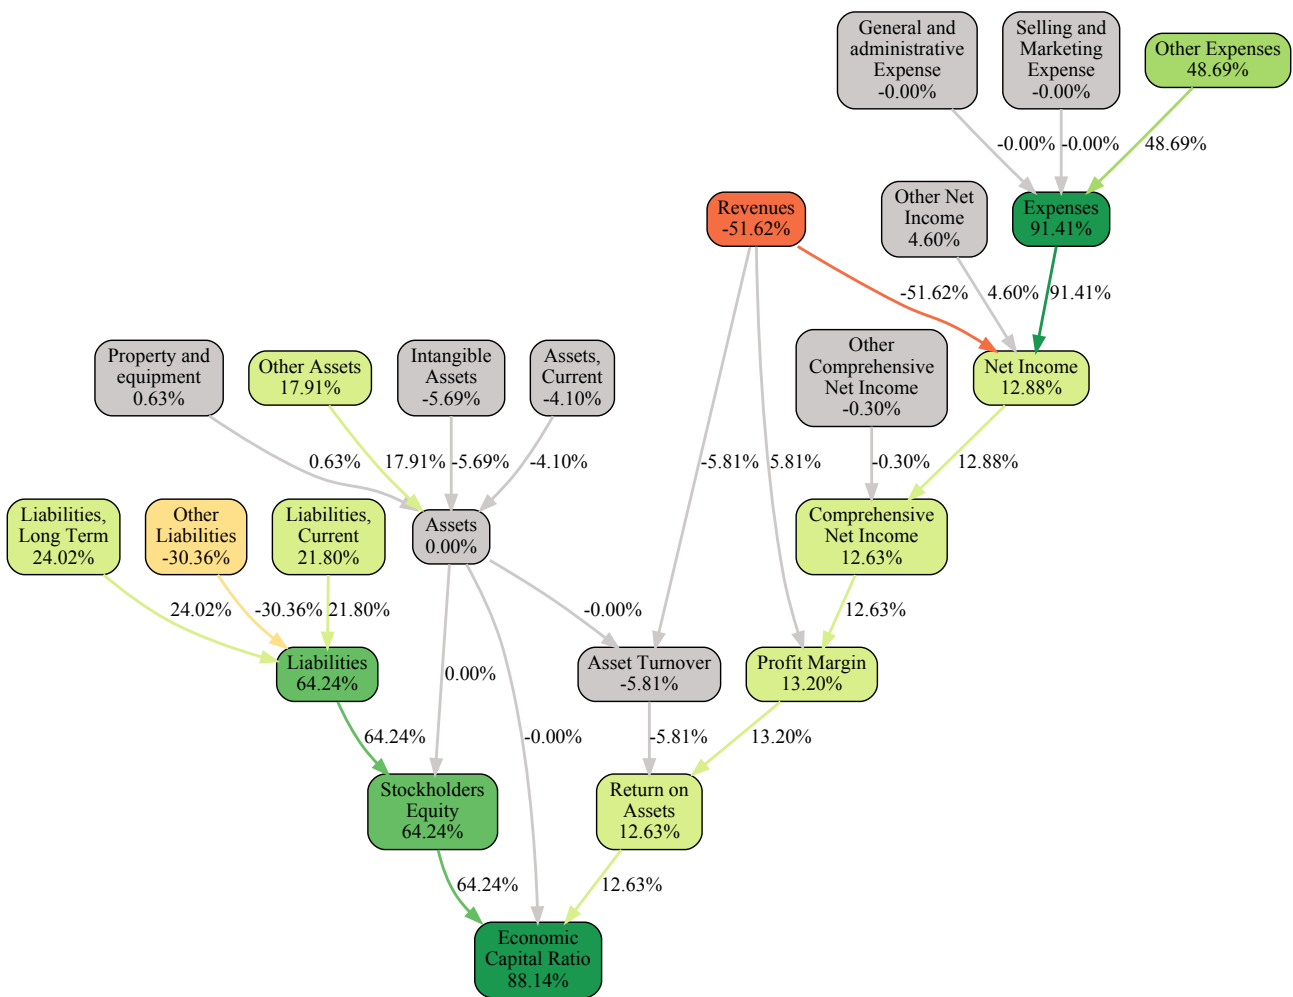 General and
administrative
Expense
-0.00%
Selling and
Marketing
Expense
-0.00%
Other Expenses
48.69%
-0.00%
-0.00%
48.69%
Revenues
-51.62%
Other Net
Income
4.60%
Expenses
91.41%
-51.62%
4.60%
91.41%
Property and
equipment
0.63%
Other Assets
17.91%
Intangible
Assets
-5.69%
Assets,
Current
-4.10%
Other
Comprehensive
Net Income
-0.30%
Net Income
12.88%
0.63%
17.91%
-5.69%
-4.10%
-5.81%
5.81%
-0.30%
12.88%
Liabilities,
Long Term
24.02%
Other
Liabilities
-30.36%
Liabilities,
Current
21.80%
Assets
0.00%
Comprehensive
Net Income
12.63%
24.02%
-30.36%
21.80%
-0.00%
12.63%
Liabilities
64.24%
0.00%
Asset Turnover
-5.81%
Profit Margin
13.20%
64.24%
-0.00%
-5.81%
13.20%
Stockholders
Equity
64.24%
Return on
Assets
12.63%
64.24%
12.63%
Economic
Capital Ratio
88.14%